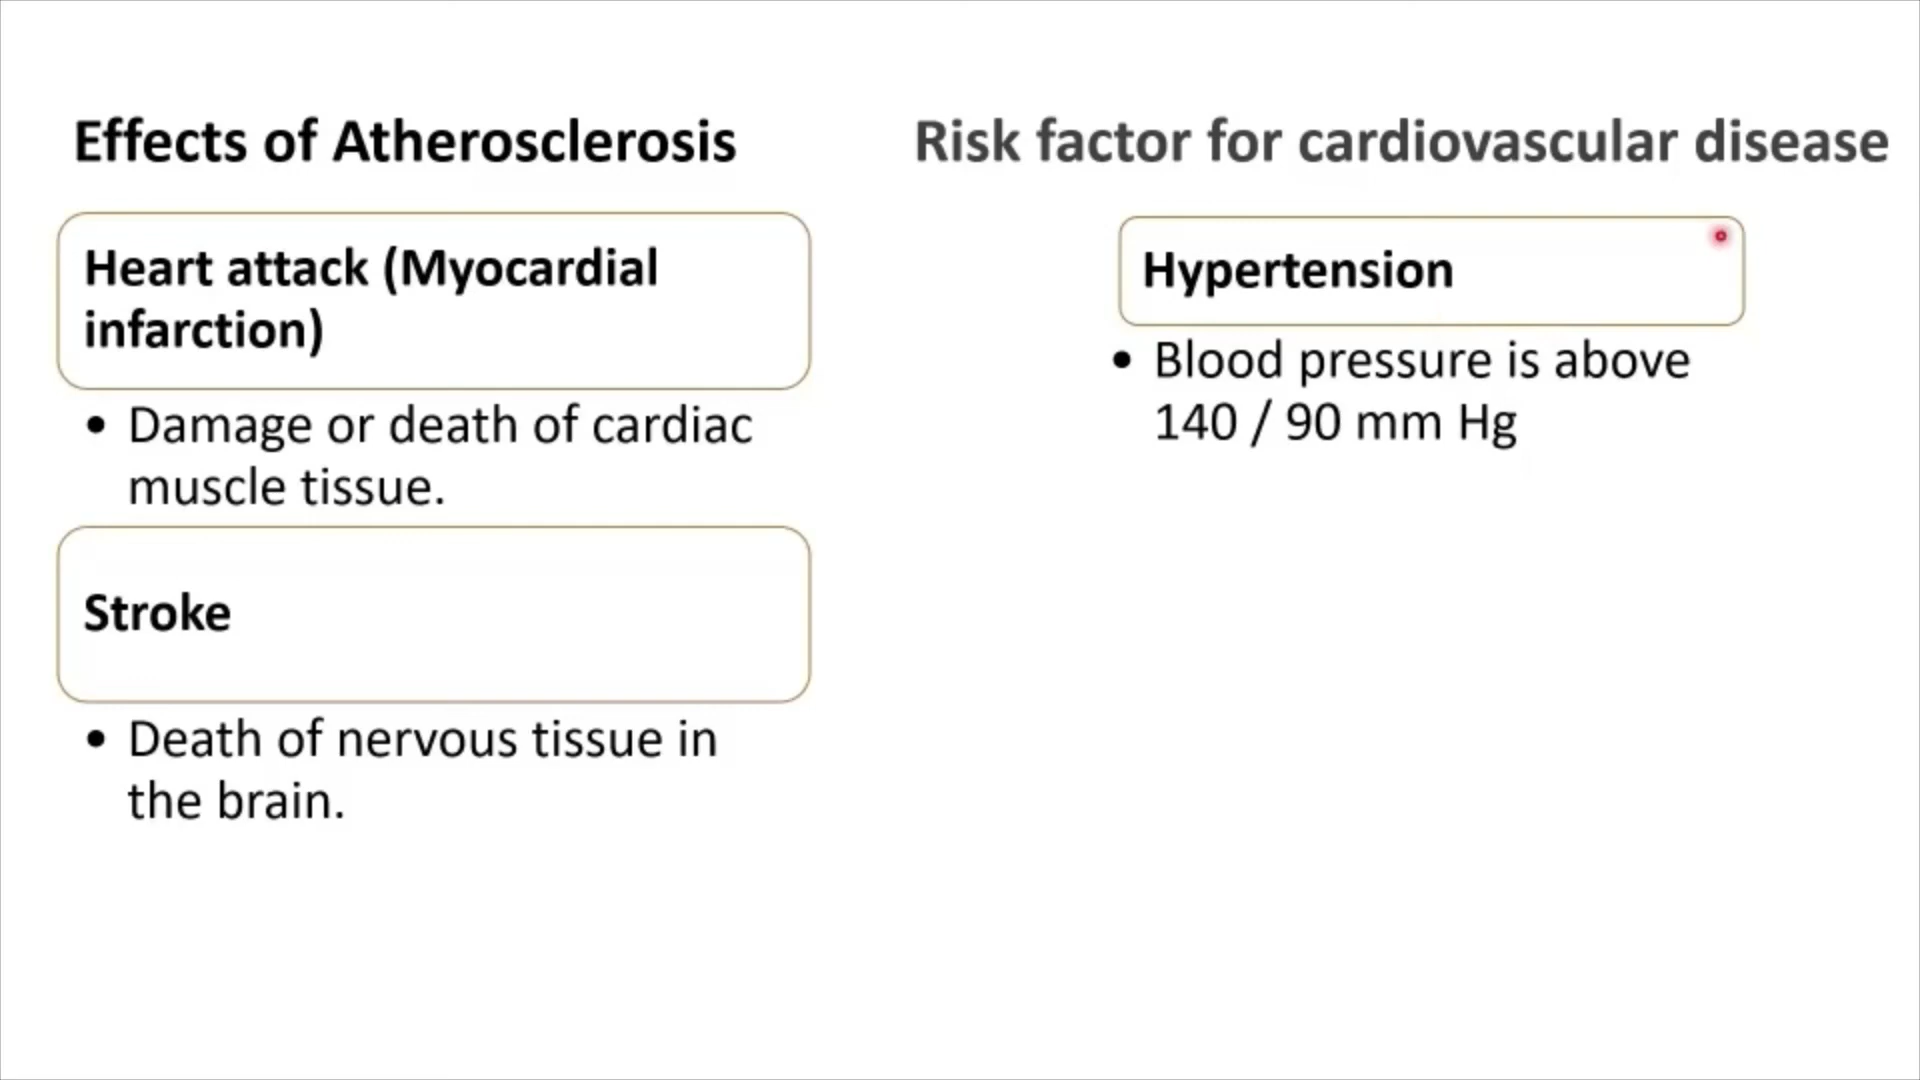 Effects of Atherosclerosis
Heart attack (Myocardial
infarction)
• Damage or death of cardiac
muscle tissue.
Stroke
• Death of nervous tissue in
the brain.
Risk factor for cardiovascular disease
Hypertension
• Blood pressure is above
140 / 90 mm Hg